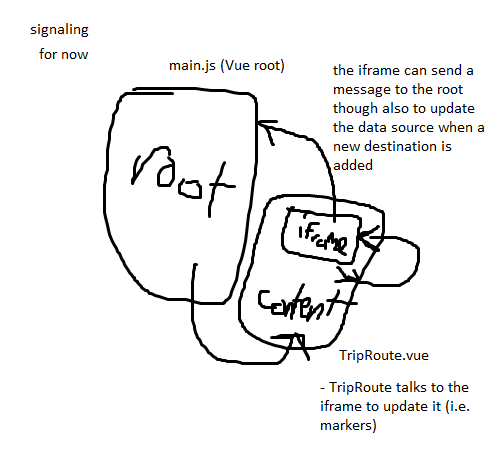 signaling
for now
main.js (Vue root)
the iframe can send a
message to the root
though also to update
the data source when a
new destination is
added
root
iframe
content
TripRoute.vue
- TripRoute talks to the
iframe to update it (i.e.
markers)